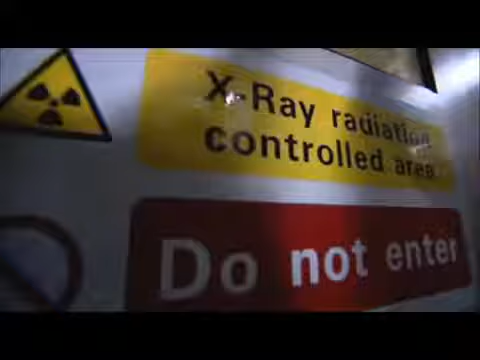 X-Ray radiation
controlled area
Do not enter